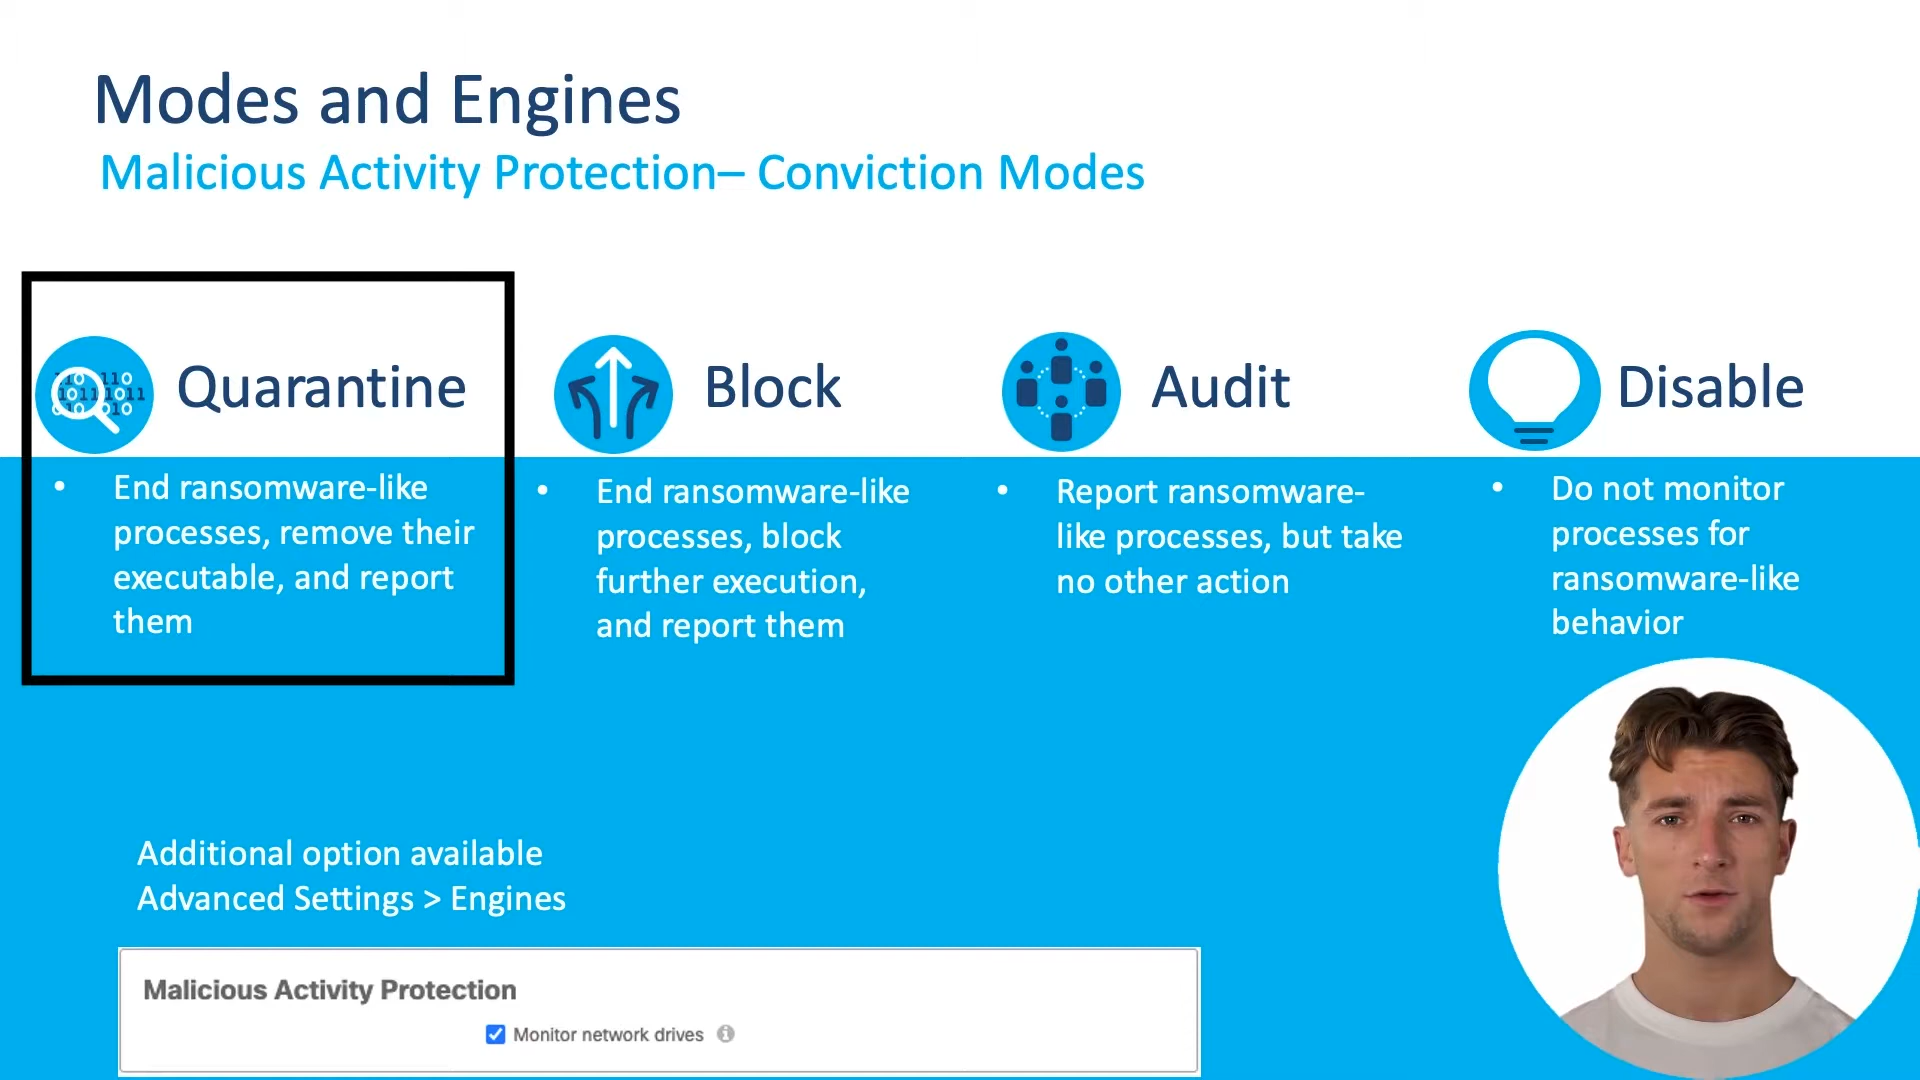 Modes and Engines
Malicious Activity Protection– Conviction Modes
Quarantine
• End ransomware-like
processes, remove their
executable, and report
them
Block
• End ransomware-like
processes, block
further execution,
and report them
Audit
• Report ransomware-
like processes, but take
no other action
Disable
• Do not monitor
processes for
ransomware-like
behavior
Additional option available
Advanced Settings > Engines
Malicious Activity Protection
Monitor network drives